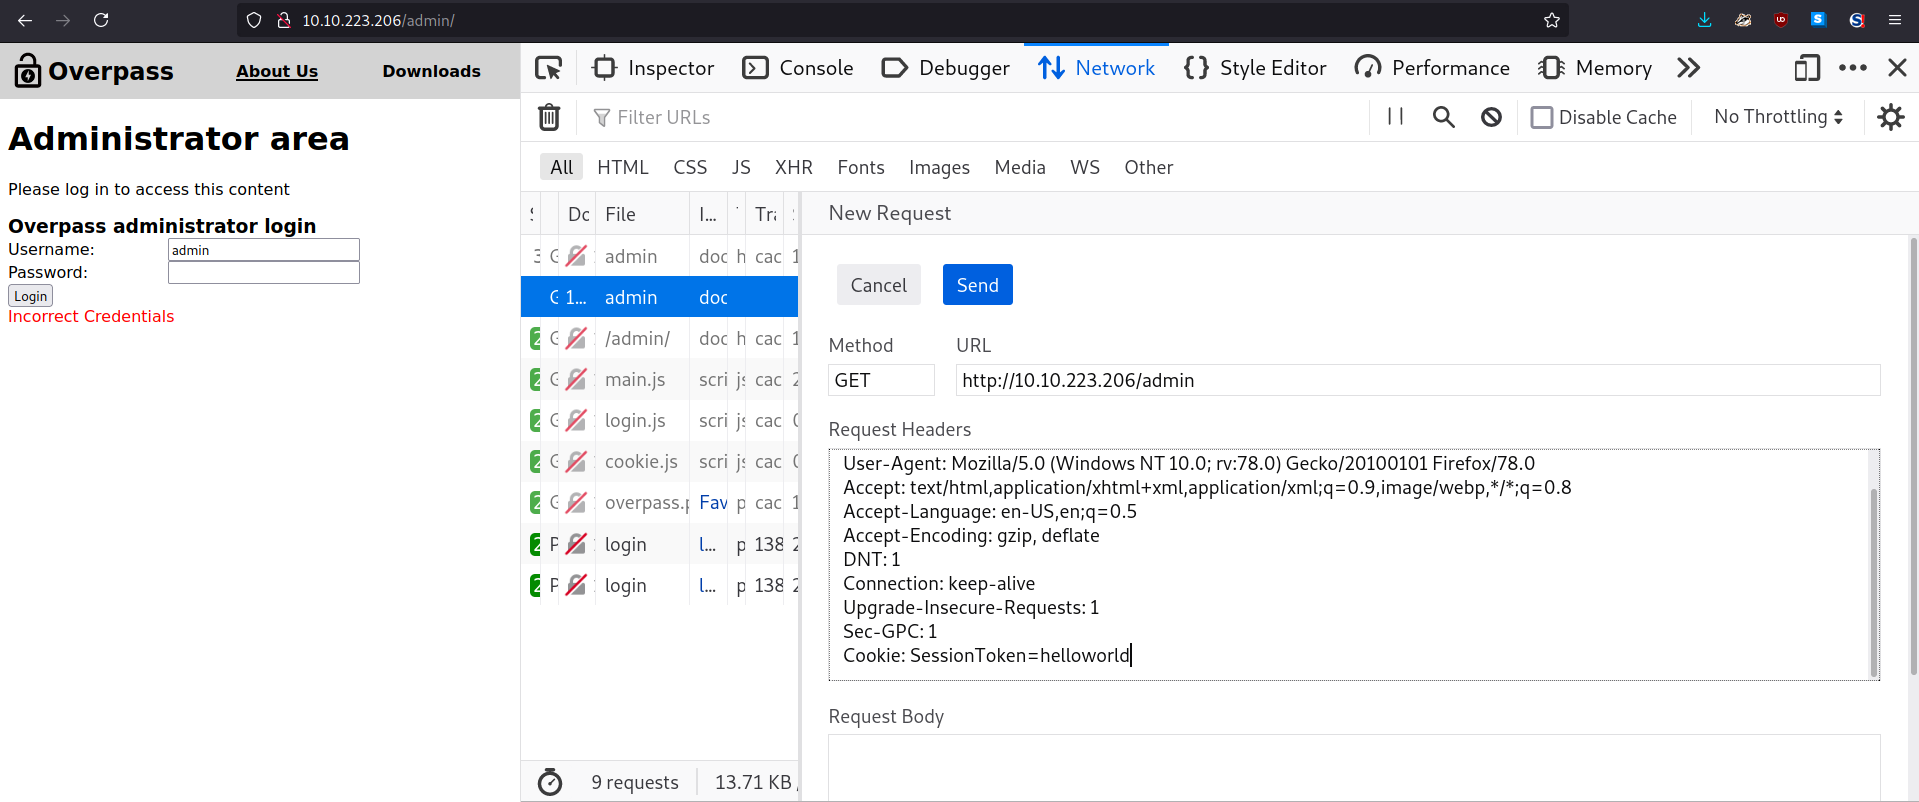 10.10.223.206/admin/
Overpass
About Us
Downloads
Administrator area
Please log in to access this content
Overpass administrator login
Username:
admin
Password:
Login
Incorrect Credentials
Inspector
Console
Debugger
Network
Style Editor
Performance
Memory
Filter URLs
Disable Cache
No Throttling
All
HTML
CSS
JS
XHR
Fonts
Images
Media
WS
Other
Do File I... Tra
3 G admin doc h cac 1
G 1... admin doc
2 G /admin/ doc h cac 1
2 G main.js scri js cac 2
2 G login.js scri js cac 0
2 G cookie.js scri js cac 0
2 G overpass.p Fav p cac 1
2 P login l... p 138 2
2 P login l... p 138 2
9 requests
13.71 KB
New Request
Cancel
Send
Method
URL
GET
http://10.10.223.206/admin
Request Headers
User-Agent: Mozilla/5.0 (Windows NT 10.0; rv:78.0) Gecko/20100101 Firefox/78.0
Accept: text/html,application/xhtml+xml,application/xml;q=0.9,image/webp,*/*;q=0.8
Accept-Language: en-US,en;q=0.5
Accept-Encoding: gzip, deflate
DNT: 1
Connection: keep-alive
Upgrade-Insecure-Requests: 1
Sec-GPC: 1
Cookie: SessionToken=helloworld
Request Body